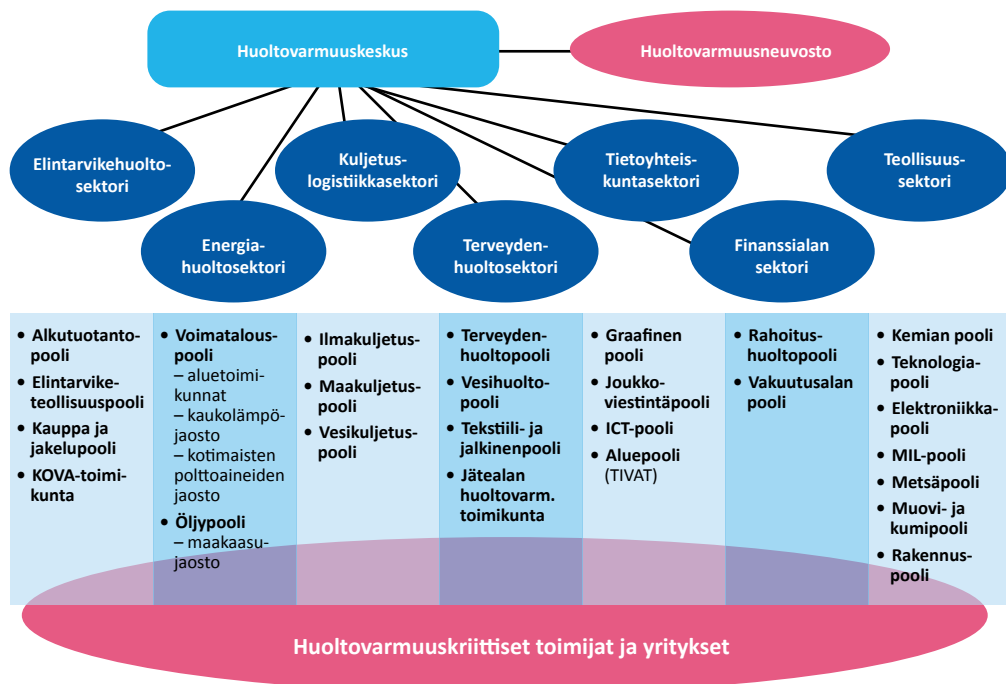 Huoltovarmuuskeskus
Huoltovarmuusneuvosto
Elintarvikehuolto-
sektori
Kuljetus-
logistiikkasektori
Tietoyhteis-
kuntasektori
Teollisuus-
sektori
Energia-
huoltosektori
Terveyden-
huoltosektori
Finanssialan
sektori
• Alkutuotanto-
pooli
• Elintarvike-
teollisuuspooli
• Kauppa ja
jakelupooli
• KOVA-toimi-
kunta
• Voimatalous-
pooli
– aluetoimi-
kunnat
– kaukolämpö-
jaosto
– kotimaisten
polttoaineiden
jaosto
• Öljypooli
– maakaasu-
jaosto
• Ilmakuljetus-
pooli
• Maakuljetus-
pooli
• Vesikuljetus-
pooli
• Terveyden-
huoltopooli
• Vesihuolto-
pooli
• Tekstiili- ja
jalkinenpooli
• Jätealan
huoltovarm.
toimikunta
• Graafinen
pooli
• Joukko-
viestintäpooli
• ICT-pooli
• Aluepooli
(TIVAT)
• Rahoitus-
huoltopooli
• Vakuutusalan
pooli
• Kemian pooli
• Teknologia-
pooli
• Elektroniikka-
pooli
• MIL-pooli
• Metsäpooli
• Muovi- ja
kumipooli
• Rakennus-
pooli
Huoltovarmuuskriittiset toimijat ja yritykset